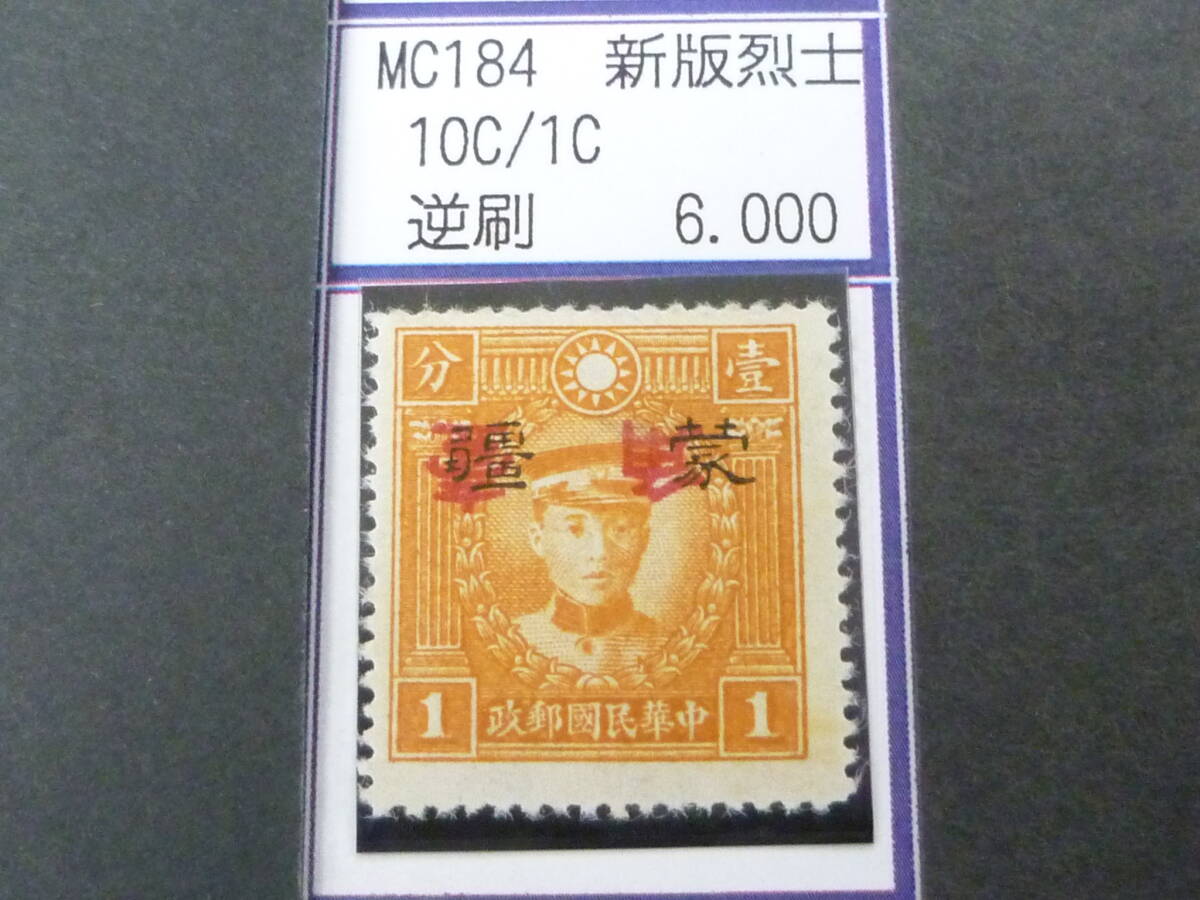 MC184 新版烈士
10C/1C
逆刷 6.000
壹分
蒙疆
1 1
中華民國郵政